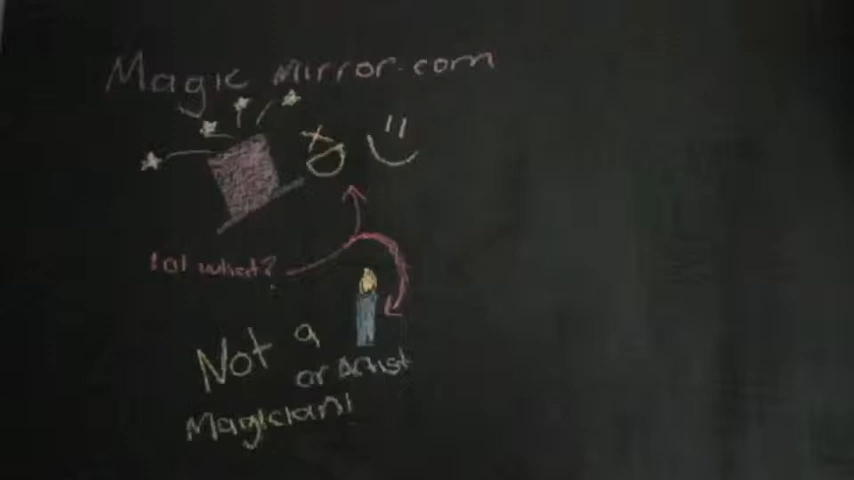 Magic Mirror.com
lol what?
Not a
or Artist
Magician!